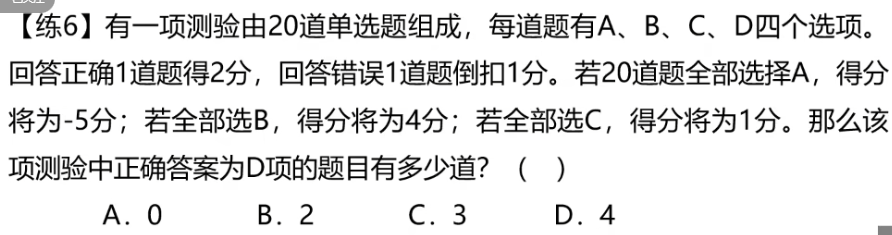 【练6】有一项测验由20道单选题组成，每道题有A、B、C、D四个选项。
回答正确1道题得2分，回答错误1道题倒扣1分。若20道题全部选择A，得分
将为-5分；若全部选B，得分将为4分；若全部选C，得分将为1分。那么该
项测验中正确答案为D项的题目有多少道？（ ）
A．0 B．2 C．3 D．4